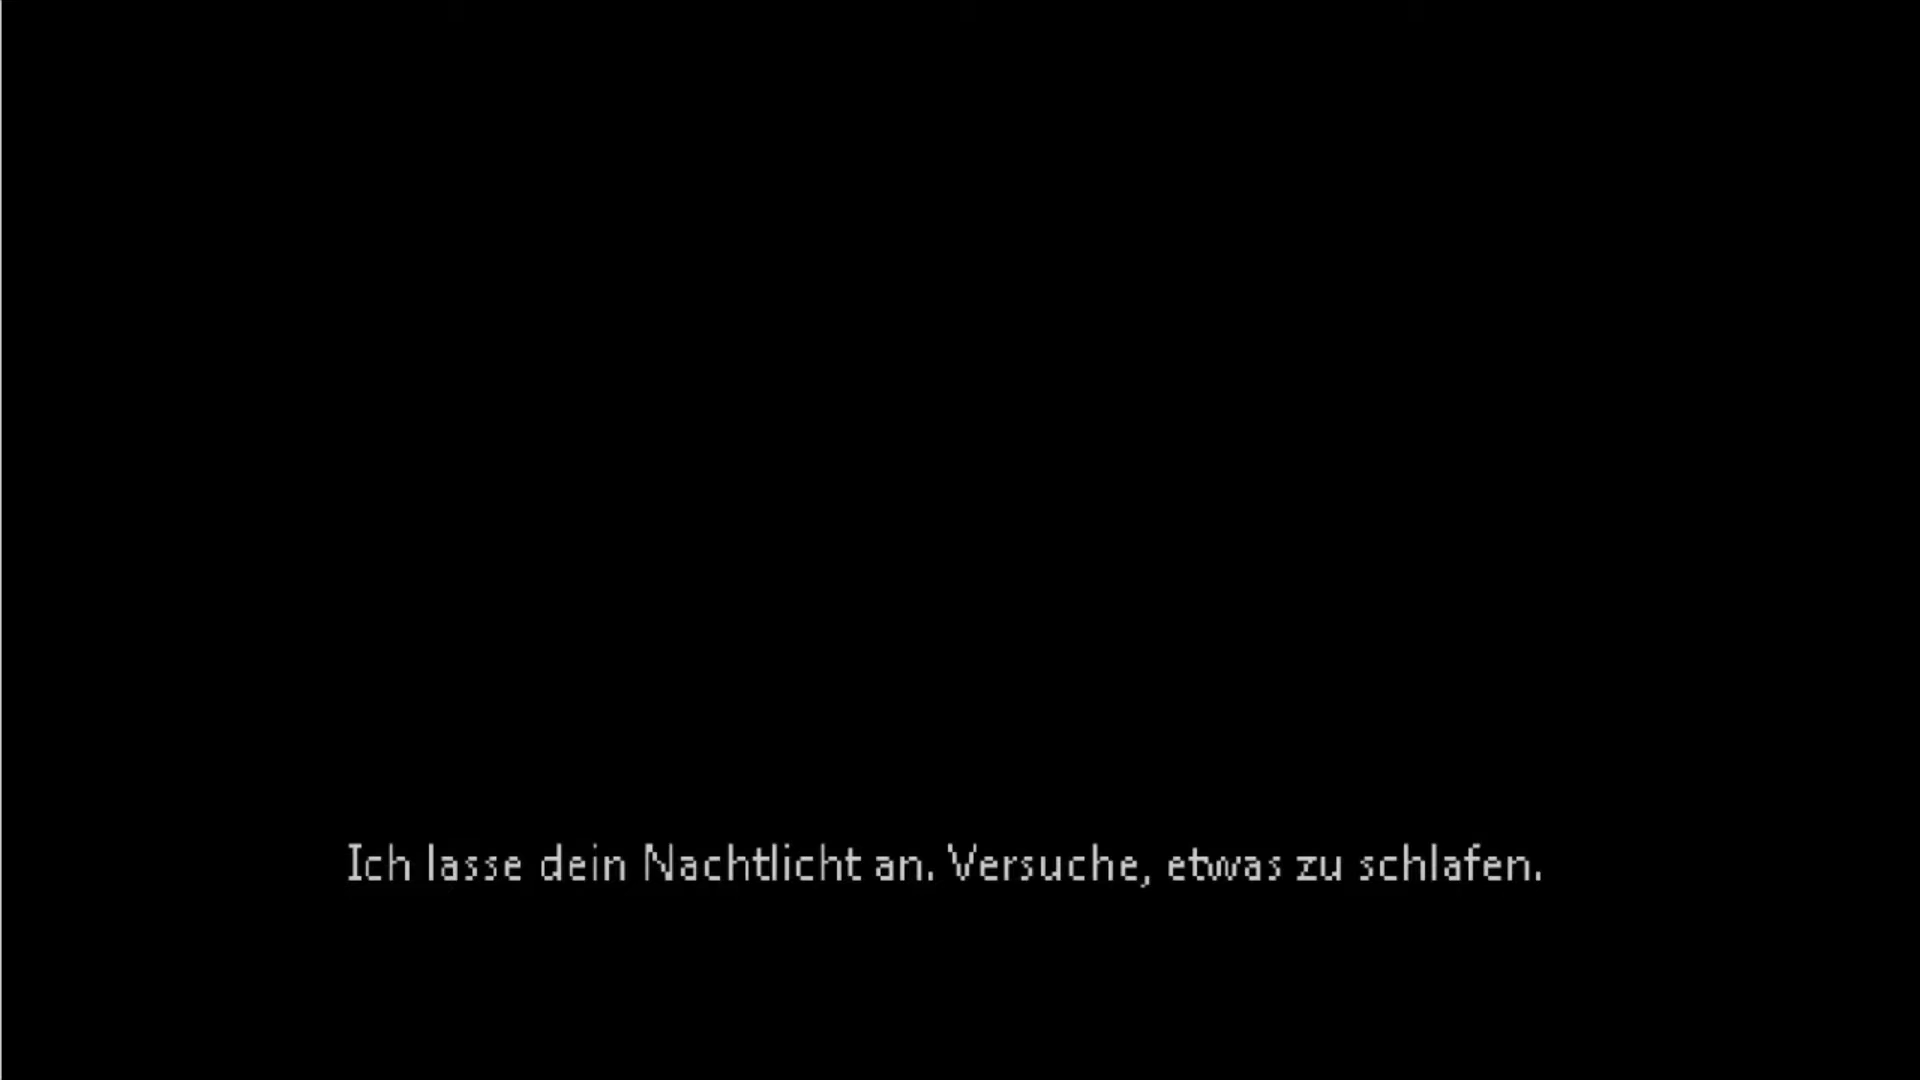 Ich lasse dein Nachtlicht an. Versuche, etwas zu schlafen.